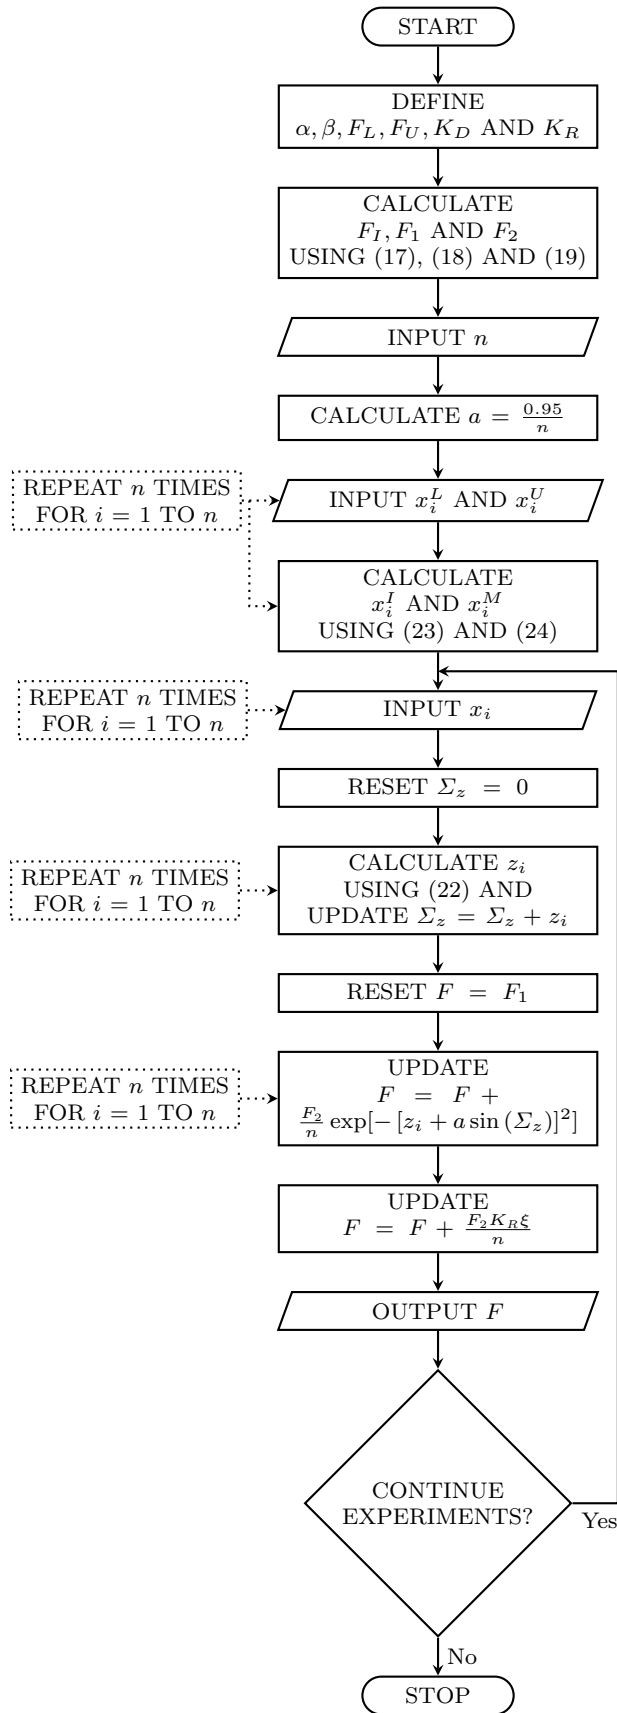 START
DEFINE
α, β, F_L, F_U, K_D AND K_R
CALCULATE
F_I, F_1 AND F_2
USING (17), (18) AND (19)
INPUT n
CALCULATE a = \frac{0.95}{n}
REPEAT n TIMES
FOR i = 1 TO n
INPUT x_i^L AND x_i^U
CALCULATE
x_i^I AND x_i^M
USING (23) AND (24)
REPEAT n TIMES
FOR i = 1 TO n
INPUT x_i
RESET Σ_z = 0
REPEAT n TIMES
FOR i = 1 TO n
CALCULATE z_i
USING (22) AND
UPDATE Σ_z = Σ_z + z_i
RESET F = F_1
REPEAT n TIMES
FOR i = 1 TO n
UPDATE
F = F +
\frac{F_2}{n} exp[− [z_i + a sin (Σ_z)]^2]
UPDATE
F = F + \frac{F_2 K_R ξ}{n}
OUTPUT F
CONTINUE
EXPERIMENTS?
Yes
No
STOP